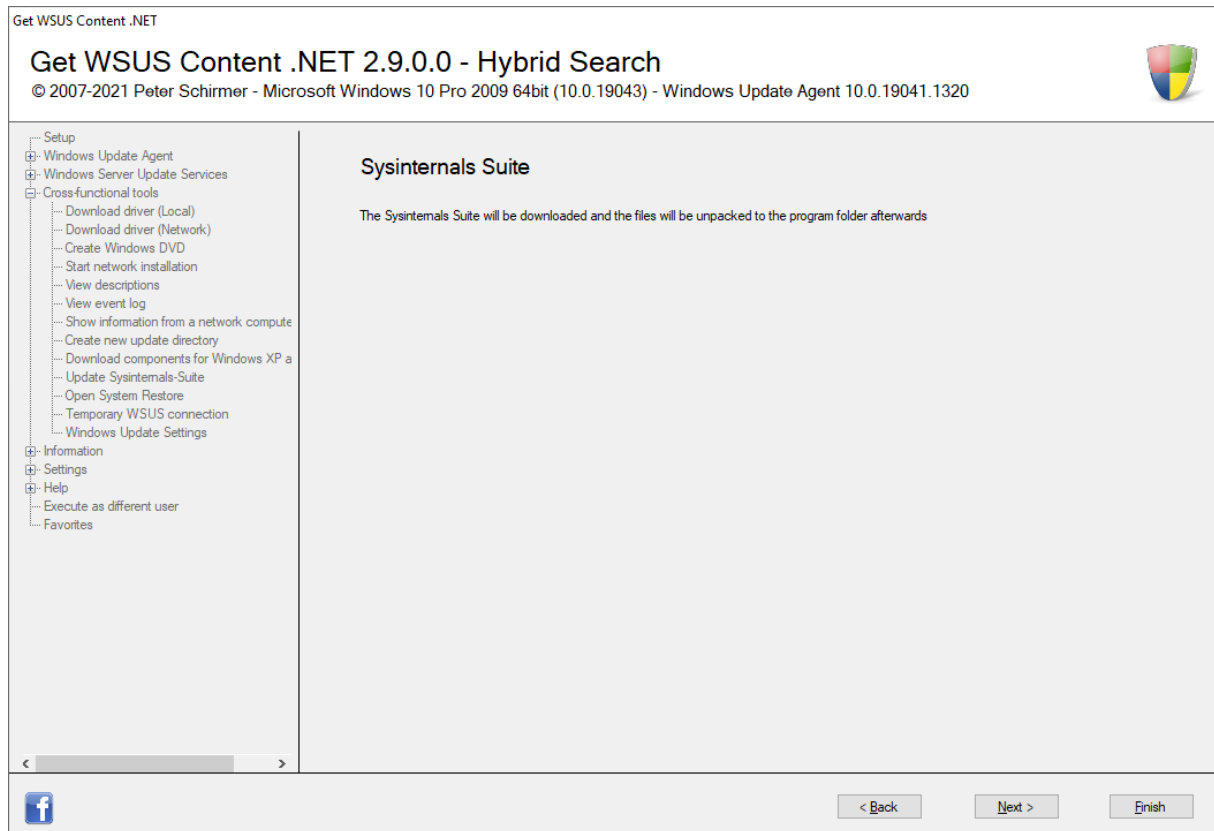 Get WSUS Content .NET
Get WSUS Content .NET 2.9.0.0 - Hybrid Search
© 2007-2021 Peter Schirmer - Microsoft Windows 10 Pro 2009 64bit (10.0.19043) - Windows Update Agent 10.0.19041.1320
Setup
Windows Update Agent
Windows Server Update Services
Cross-functional tools
Download driver (Local)
Download driver (Network)
Create Windows DVD
Start network installation
View descriptions
View event log
Show information from a network compute
Create new update directory
Download components for Windows XP a
Update Sysinternals-Suite
Open System Restore
Temporary WSUS connection
Windows Update Settings
Information
Settings
Help
Execute as different user
Favorites
Sysinternals Suite
The Sysinternals Suite will be downloaded and the files will be unpacked to the program folder afterwards
f
< Back
Next >
Finish